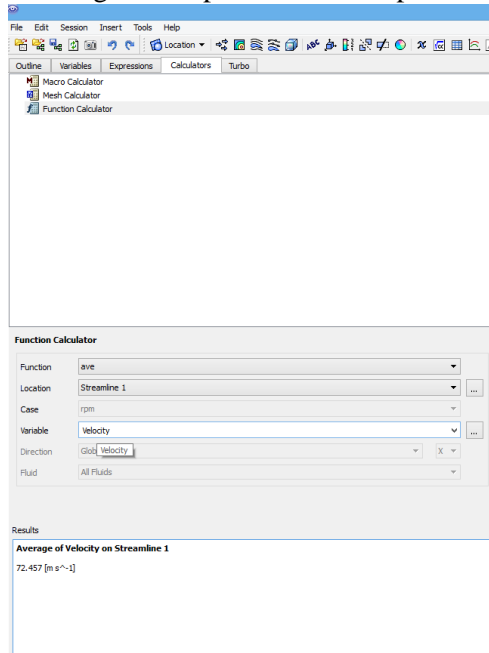 File Edit Session Insert Tools Help
Location
Outline Variables Expressions Calculators Turbo
Macro Calculator
Mesh Calculator
Function Calculator
Function Calculator
Function ave
Location Streamline 1 ...
Case rpm
Variable Velocity ...
Direction Glob Velocity X
Fluid All Fluids
Results
Average of Velocity on Streamline 1
72.457 [m s^-1]